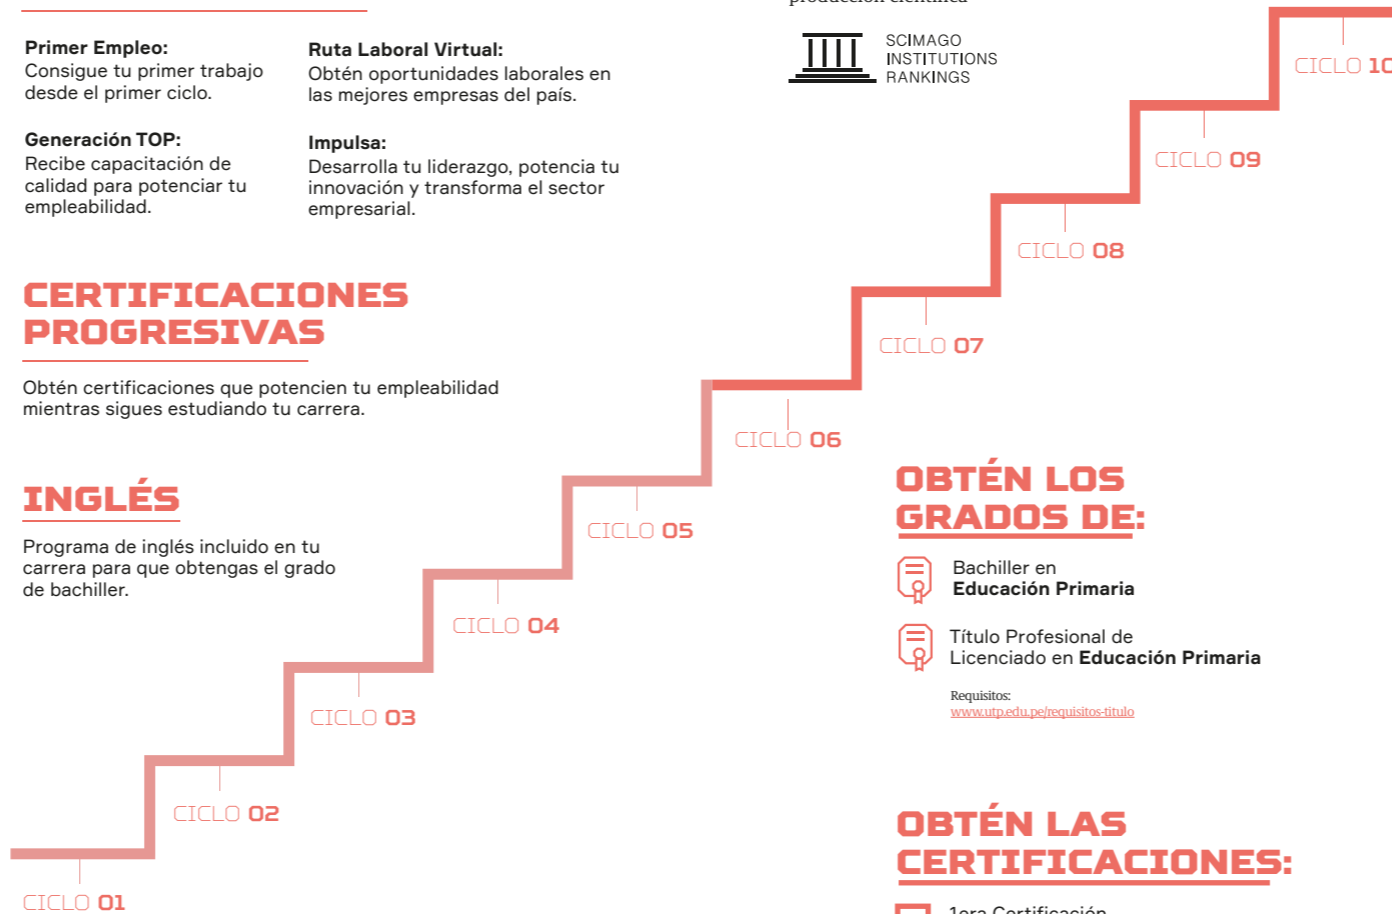 Primer Empleo:
Consigue tu primer trabajo
desde el primer ciclo.
Generación TOP:
Recibe capacitación de
calidad para potenciar tu
empleabilidad.
Ruta Laboral Virtual:
Obtén oportunidades laborales en
las mejores empresas del país.
Impulsa:
Desarrolla tu liderazgo, potencia tu
innovación y transforma el sector
empresarial.
producción científica
SCIMAGO
INSTITUTIONS
RANKINGS
CERTIFICACIONES
PROGRESIVAS
Obtén certificaciones que potencien tu empleabilidad
mientras sigues estudiando tu carrera.
INGLÉS
Programa de inglés incluido en tu
carrera para que obtengas el grado
de bachiller.
CICLO 01
CICLO 02
CICLO 03
CICLO 04
CICLO 05
CICLO 06
CICLO 07
CICLO 08
CICLO 09
CICLO 10
OBTÉN LOS
GRADOS DE:
Bachiller en
Educación Primaria
Título Profesional de
Licenciado en Educación Primaria
Requisitos:
www.utp.edu.pe/requisitos-titulo
OBTÉN LAS
CERTIFICACIONES:
1era Certificación